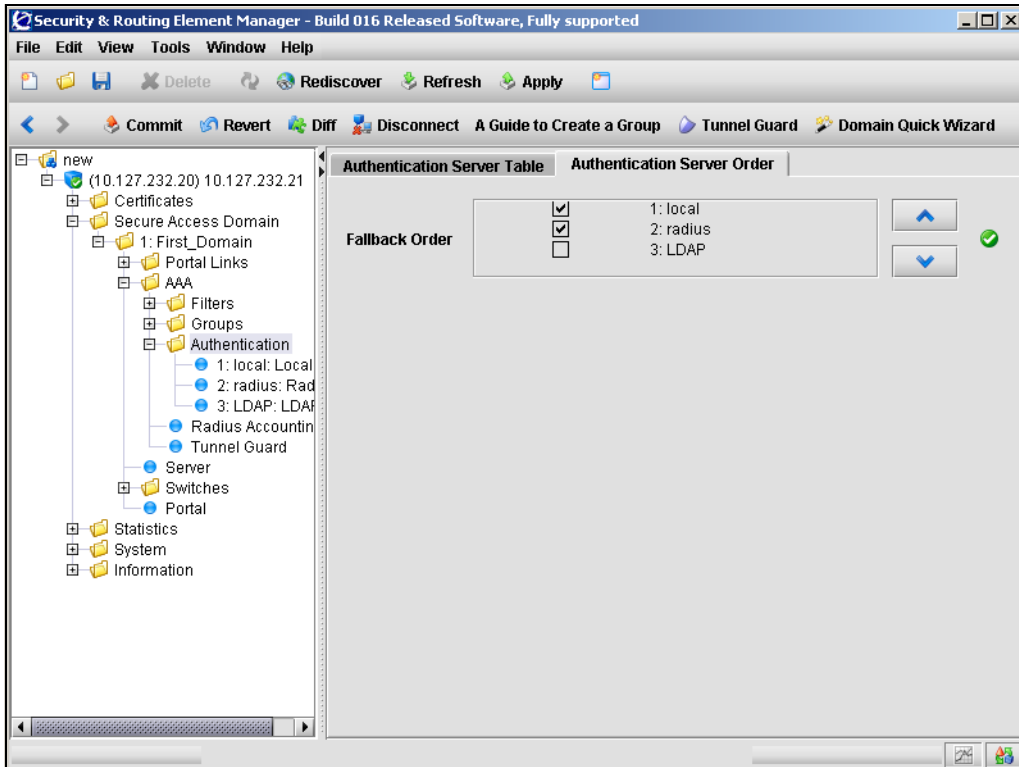 Security & Routing Element Manager - Build 016 Released Software, Fully supported
File Edit View Tools Window Help
Delete Rediscover Refresh Apply
Commit Revert Diff Disconnect A Guide to Create a Group Tunnel Guard Domain Quick Wizard
new
(10.127.232.20) 10.127.232.21
Certificates
Secure Access Domain
1: First_Domain
Portal Links
AAA
Filters
Groups
Authentication
1: local: Local
2: radius: Rad
3: LDAP: LDAP
Radius Accountin
Tunnel Guard
Server
Switches
Portal
Statistics
System
Information
Authentication Server Table Authentication Server Order
Fallback Order
1: local
2: radius
3: LDAP